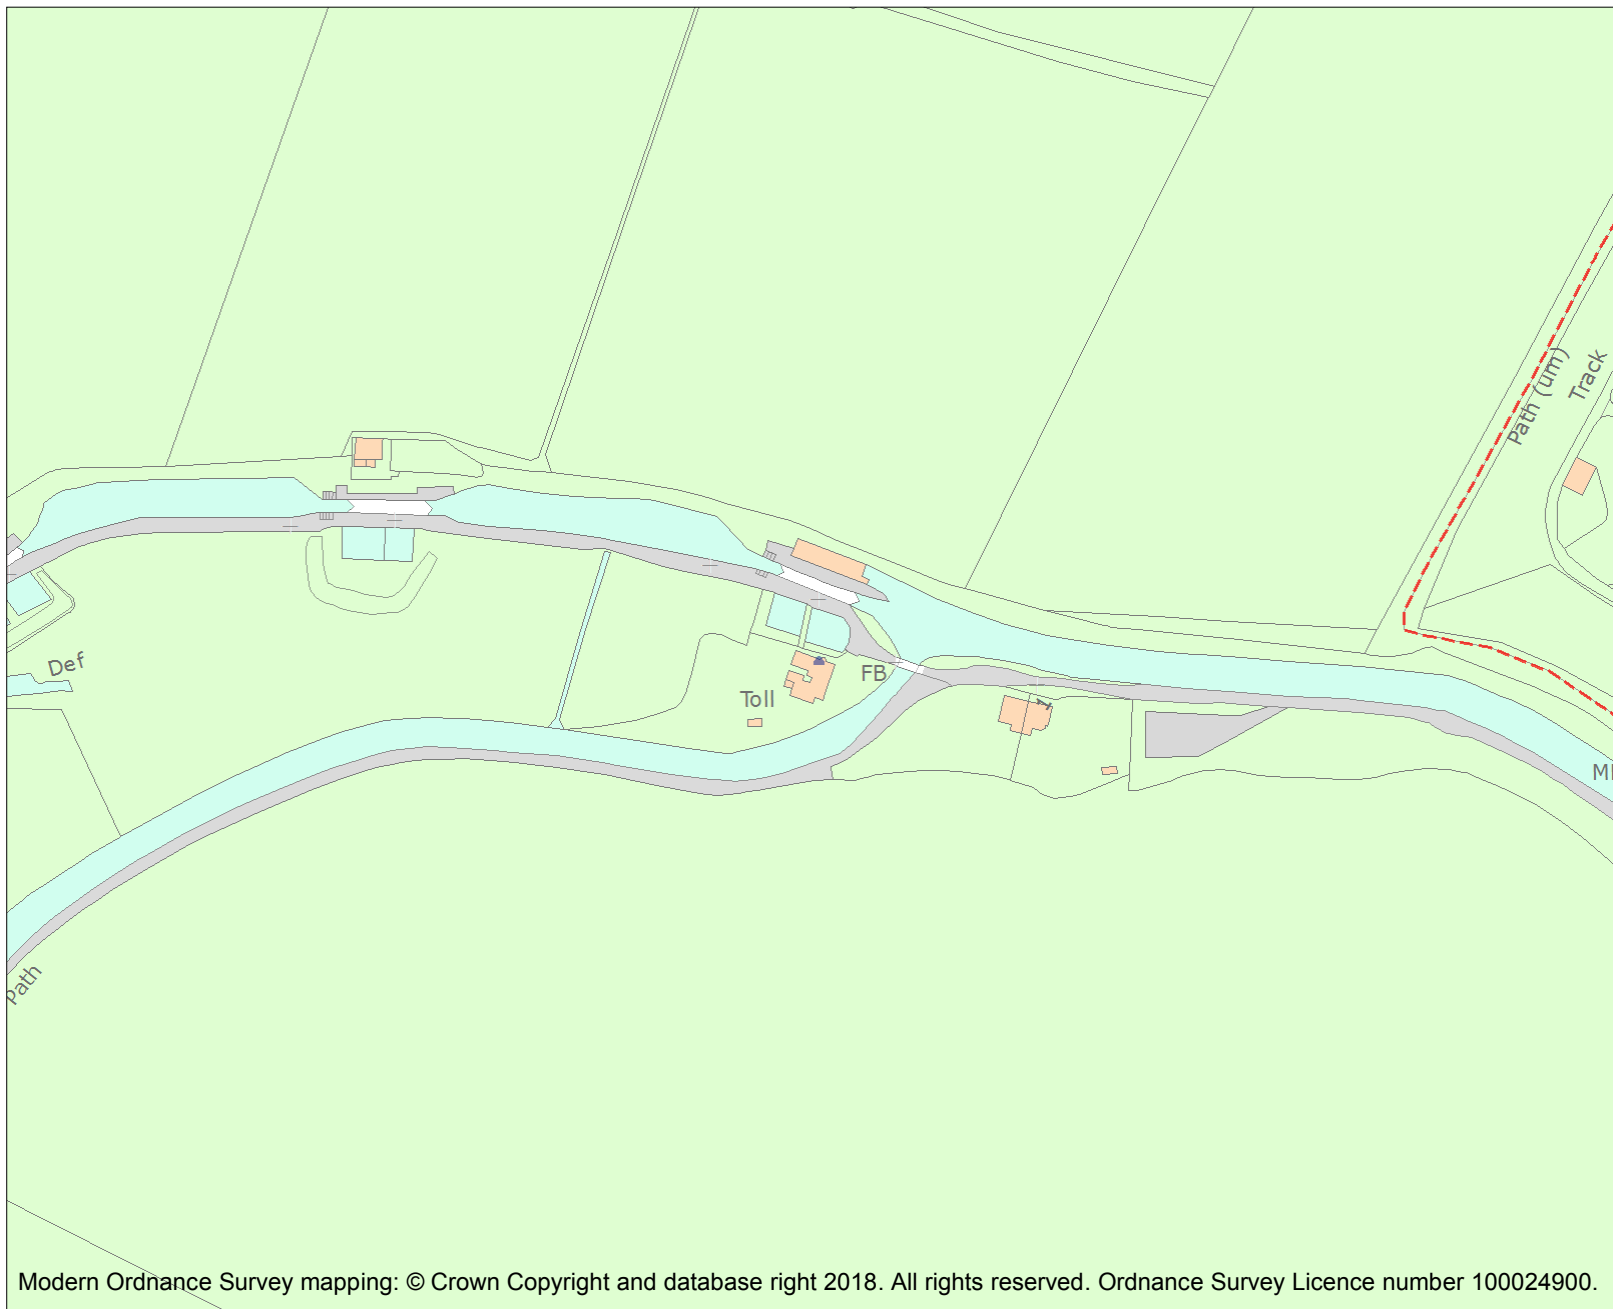 Path (um)
Track
Def
FB
Toll
Path
Modern Ordnance Survey mapping: © Crown Copyright and database right 2018. All rights reserved. Ordnance Survey Licence number 100024900.